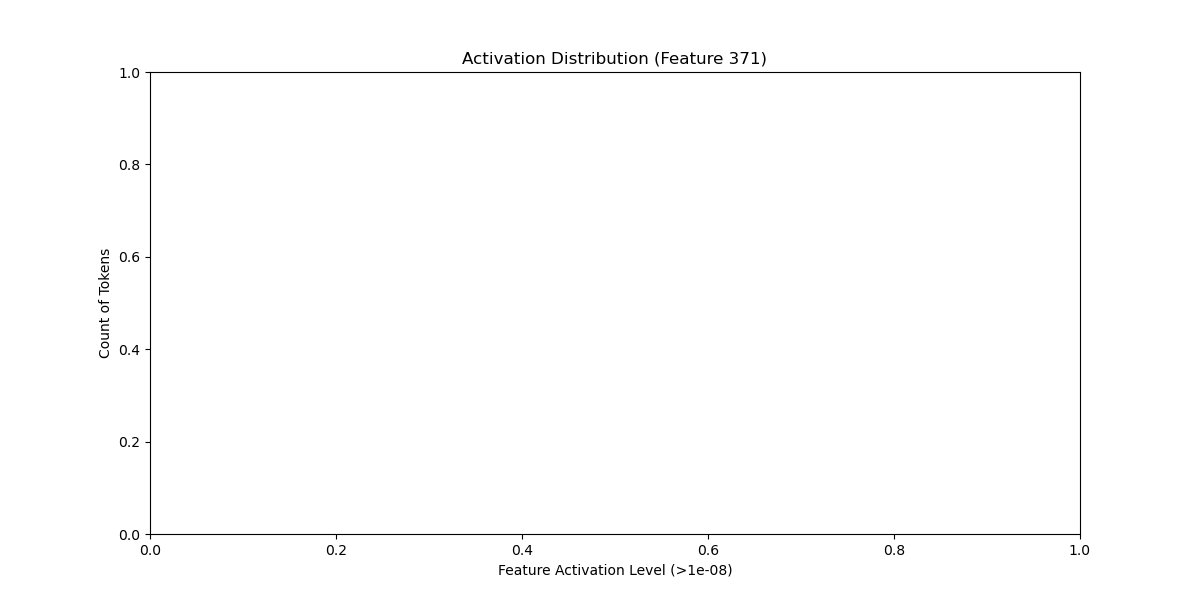 Activation Distribution (Feature 371)
1.0
0.8
0.6
0.4
0.2
0.0
Count of Tokens
0.0 0.2 0.4 0.6 0.8 1.0
Feature Activation Level (>1e-08)